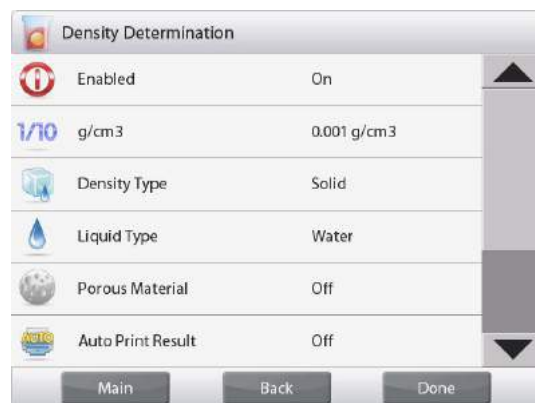 Density Determination
Enabled On
1/10 g/cm3 0.001 g/cm3
Density Type Solid
Liquid Type Water
Porous Material Off
AUTO Auto Print Result Off
Main Back Done